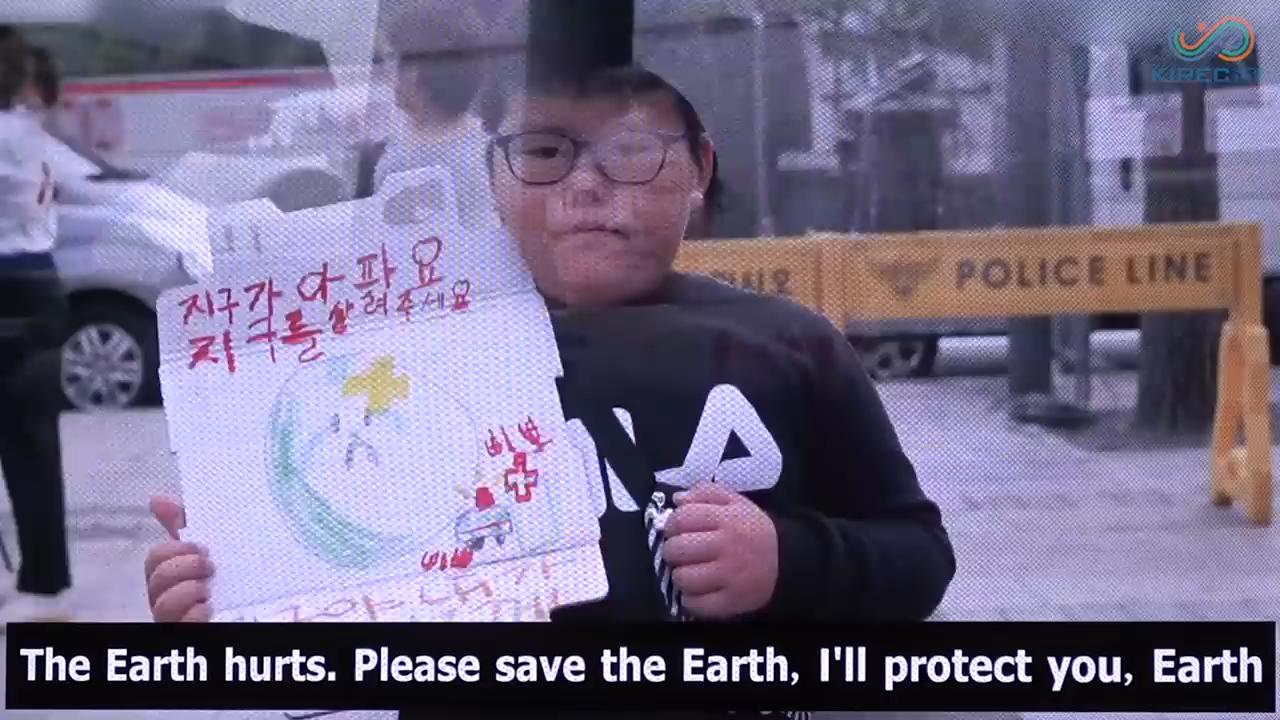 KIREC
지구가 아파요
지구를 살려주세요
POLICE LINE
삐뽀
삐뽀
The Earth hurts. Please save the Earth, I'll protect you, Earth